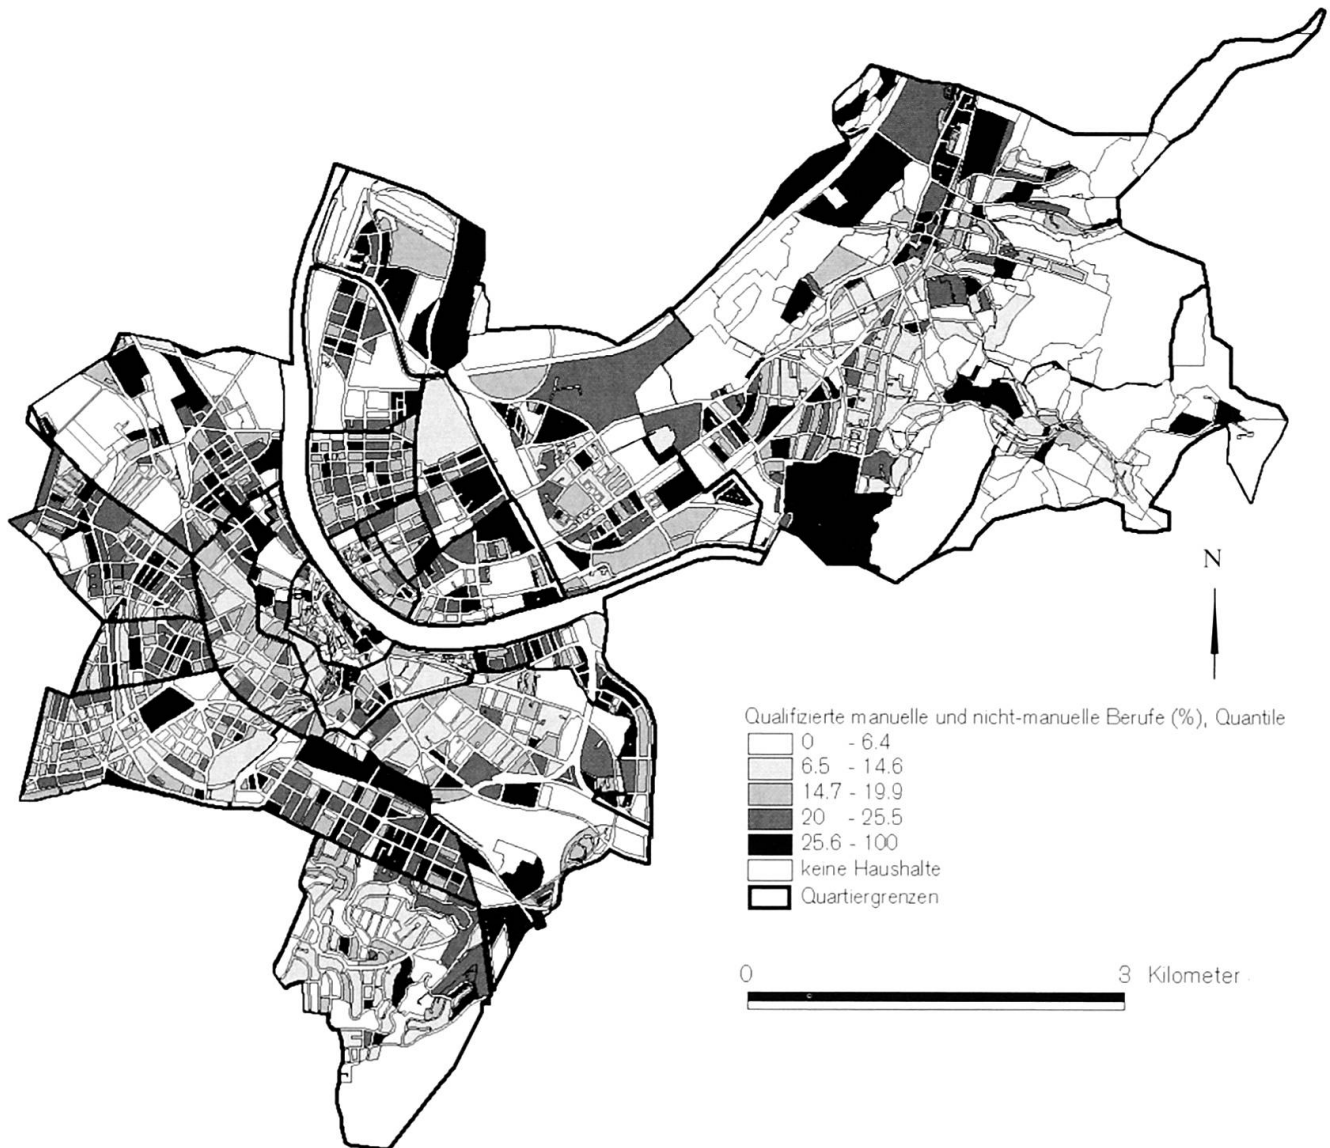 N
Qualifizierte manuelle und nicht-manuelle Berufe (%), Quantile
0 - 6.4
6.5 - 14.6
14.7 - 19.9
20 - 25.5
25.6 - 100
keine Haushalte
Quartiergrenzen
0 3 Kilometer